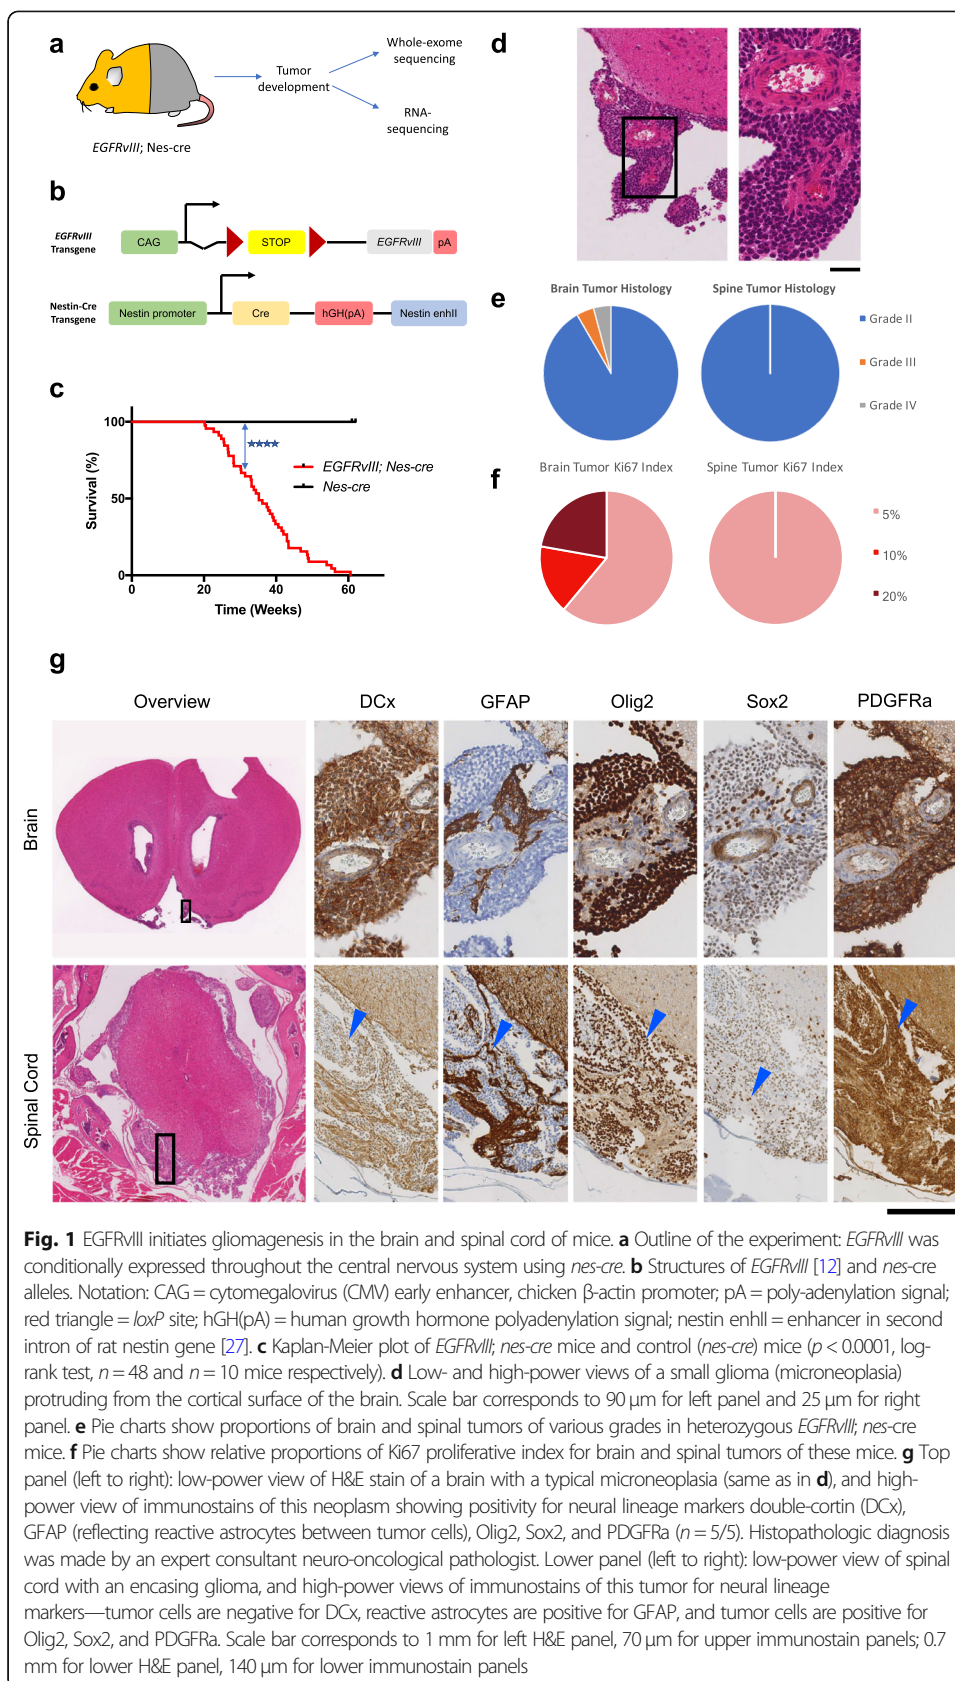 a
Tumor
development
Whole-exome
sequencing
RNA-
sequencing
EGFRvIII; Nes-cre
b
EGFRvIII
Transgene
CAG
STOP
EGFRvIII
pA
Nestin-Cre
Transgene
Nestin promoter
Cre
hGH(pA)
Nestin enhII
c
Survival (%)
100
50
0
0
20
40
60
Time (Weeks)
★★★★
EGFRvIII; Nes-cre
Nes-cre
d
e
Brain Tumor Histology
Spine Tumor Histology
Grade II
Grade III
Grade IV
f
Brain Tumor Ki67 Index
Spine Tumor Ki67 Index
5%
10%
20%
g
Overview
DCx
GFAP
Olig2
Sox2
PDGFRa
Brain
Spinal Cord
Fig. 1 EGFRvIII initiates gliomagenesis in the brain and spinal cord of mice. a Outline of the experiment: EGFRvIII was
conditionally expressed throughout the central nervous system using nes-cre. b Structures of EGFRvIII [12] and nes-cre
alleles. Notation: CAG = cytomegalovirus (CMV) early enhancer, chicken β-actin promoter; pA = poly-adenylation signal;
red triangle = loxP site; hGH(pA) = human growth hormone polyadenylation signal; nestin enhII = enhancer in second
intron of rat nestin gene [27]. c Kaplan-Meier plot of EGFRvIII; nes-cre mice and control (nes-cre) mice (p < 0.0001, log-
rank test, n = 48 and n = 10 mice respectively). d Low- and high-power views of a small glioma (microneoplasia)
protruding from the cortical surface of the brain. Scale bar corresponds to 90 μm for left panel and 25 μm for right
panel. e Pie charts show proportions of brain and spinal tumors of various grades in heterozygous EGFRvIII; nes-cre
mice. f Pie charts show relative proportions of Ki67 proliferative index for brain and spinal tumors of these mice. g Top
panel (left to right): low-power view of H&E stain of a brain with a typical microneoplasia (same as in d), and high-
power view of immunostains of this neoplasm showing positivity for neural lineage markers double-cortin (DCx),
GFAP (reflecting reactive astrocytes between tumor cells), Olig2, Sox2, and PDGFRa (n = 5/5). Histopathologic diagnosis
was made by an expert consultant neuro-oncological pathologist. Lower panel (left to right): low-power view of spinal
cord with an encasing glioma, and high-power views of immunostains of this tumor for neural lineage
markers—tumor cells are negative for DCx, reactive astrocytes are positive for GFAP, and tumor cells are positive for
Olig2, Sox2, and PDGFRa. Scale bar corresponds to 1 mm for left H&E panel, 70 μm for upper immunostain panels; 0.7
mm for lower H&E panel, 140 μm for lower immunostain panels